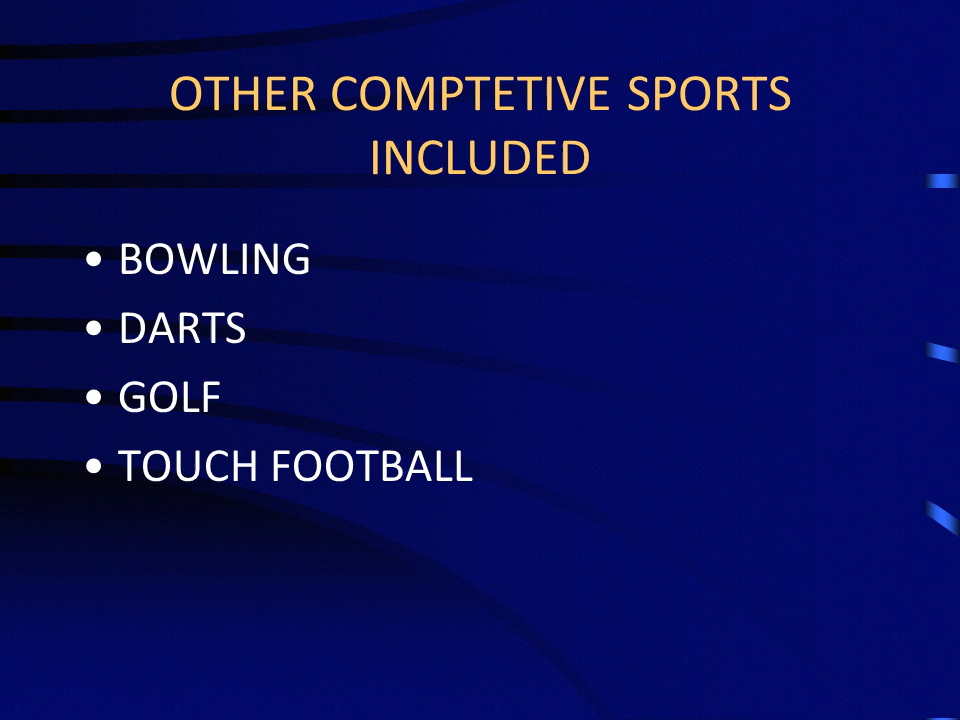 OTHER COMPTETIVE SPORTS
INCLUDED
• BOWLING
• DARTS
• GOLF
• TOUCH FOOTBALL